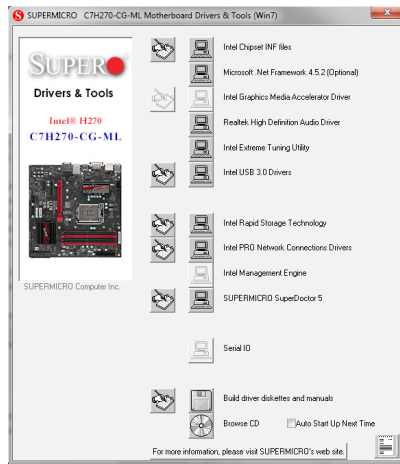 SUPERMICRO C7H270-CG-ML Motherboard Drivers & Tools (Win7)
SUPER
Drivers & Tools
Intel® H270
C7H270-CG-ML
SUPERMICRO Computer Inc.
Intel Chipset INF files
Microsoft .Net Framework 4.5.2 (Optional)
Intel Graphics Media Accelerator Driver
Realtek High Definition Audio Driver
Intel Extreme Tuning Utility
Intel USB 3.0 Drivers
Intel Rapid Storage Technology
Intel PRO Network Connections Drivers
Intel Management Engine
SUPERMICRO SuperDoctor 5
Serial IO
Build driver diskettes and manuals
Browse CD
Auto Start Up Next Time
For more information, please visit SUPERMICRO's web site.